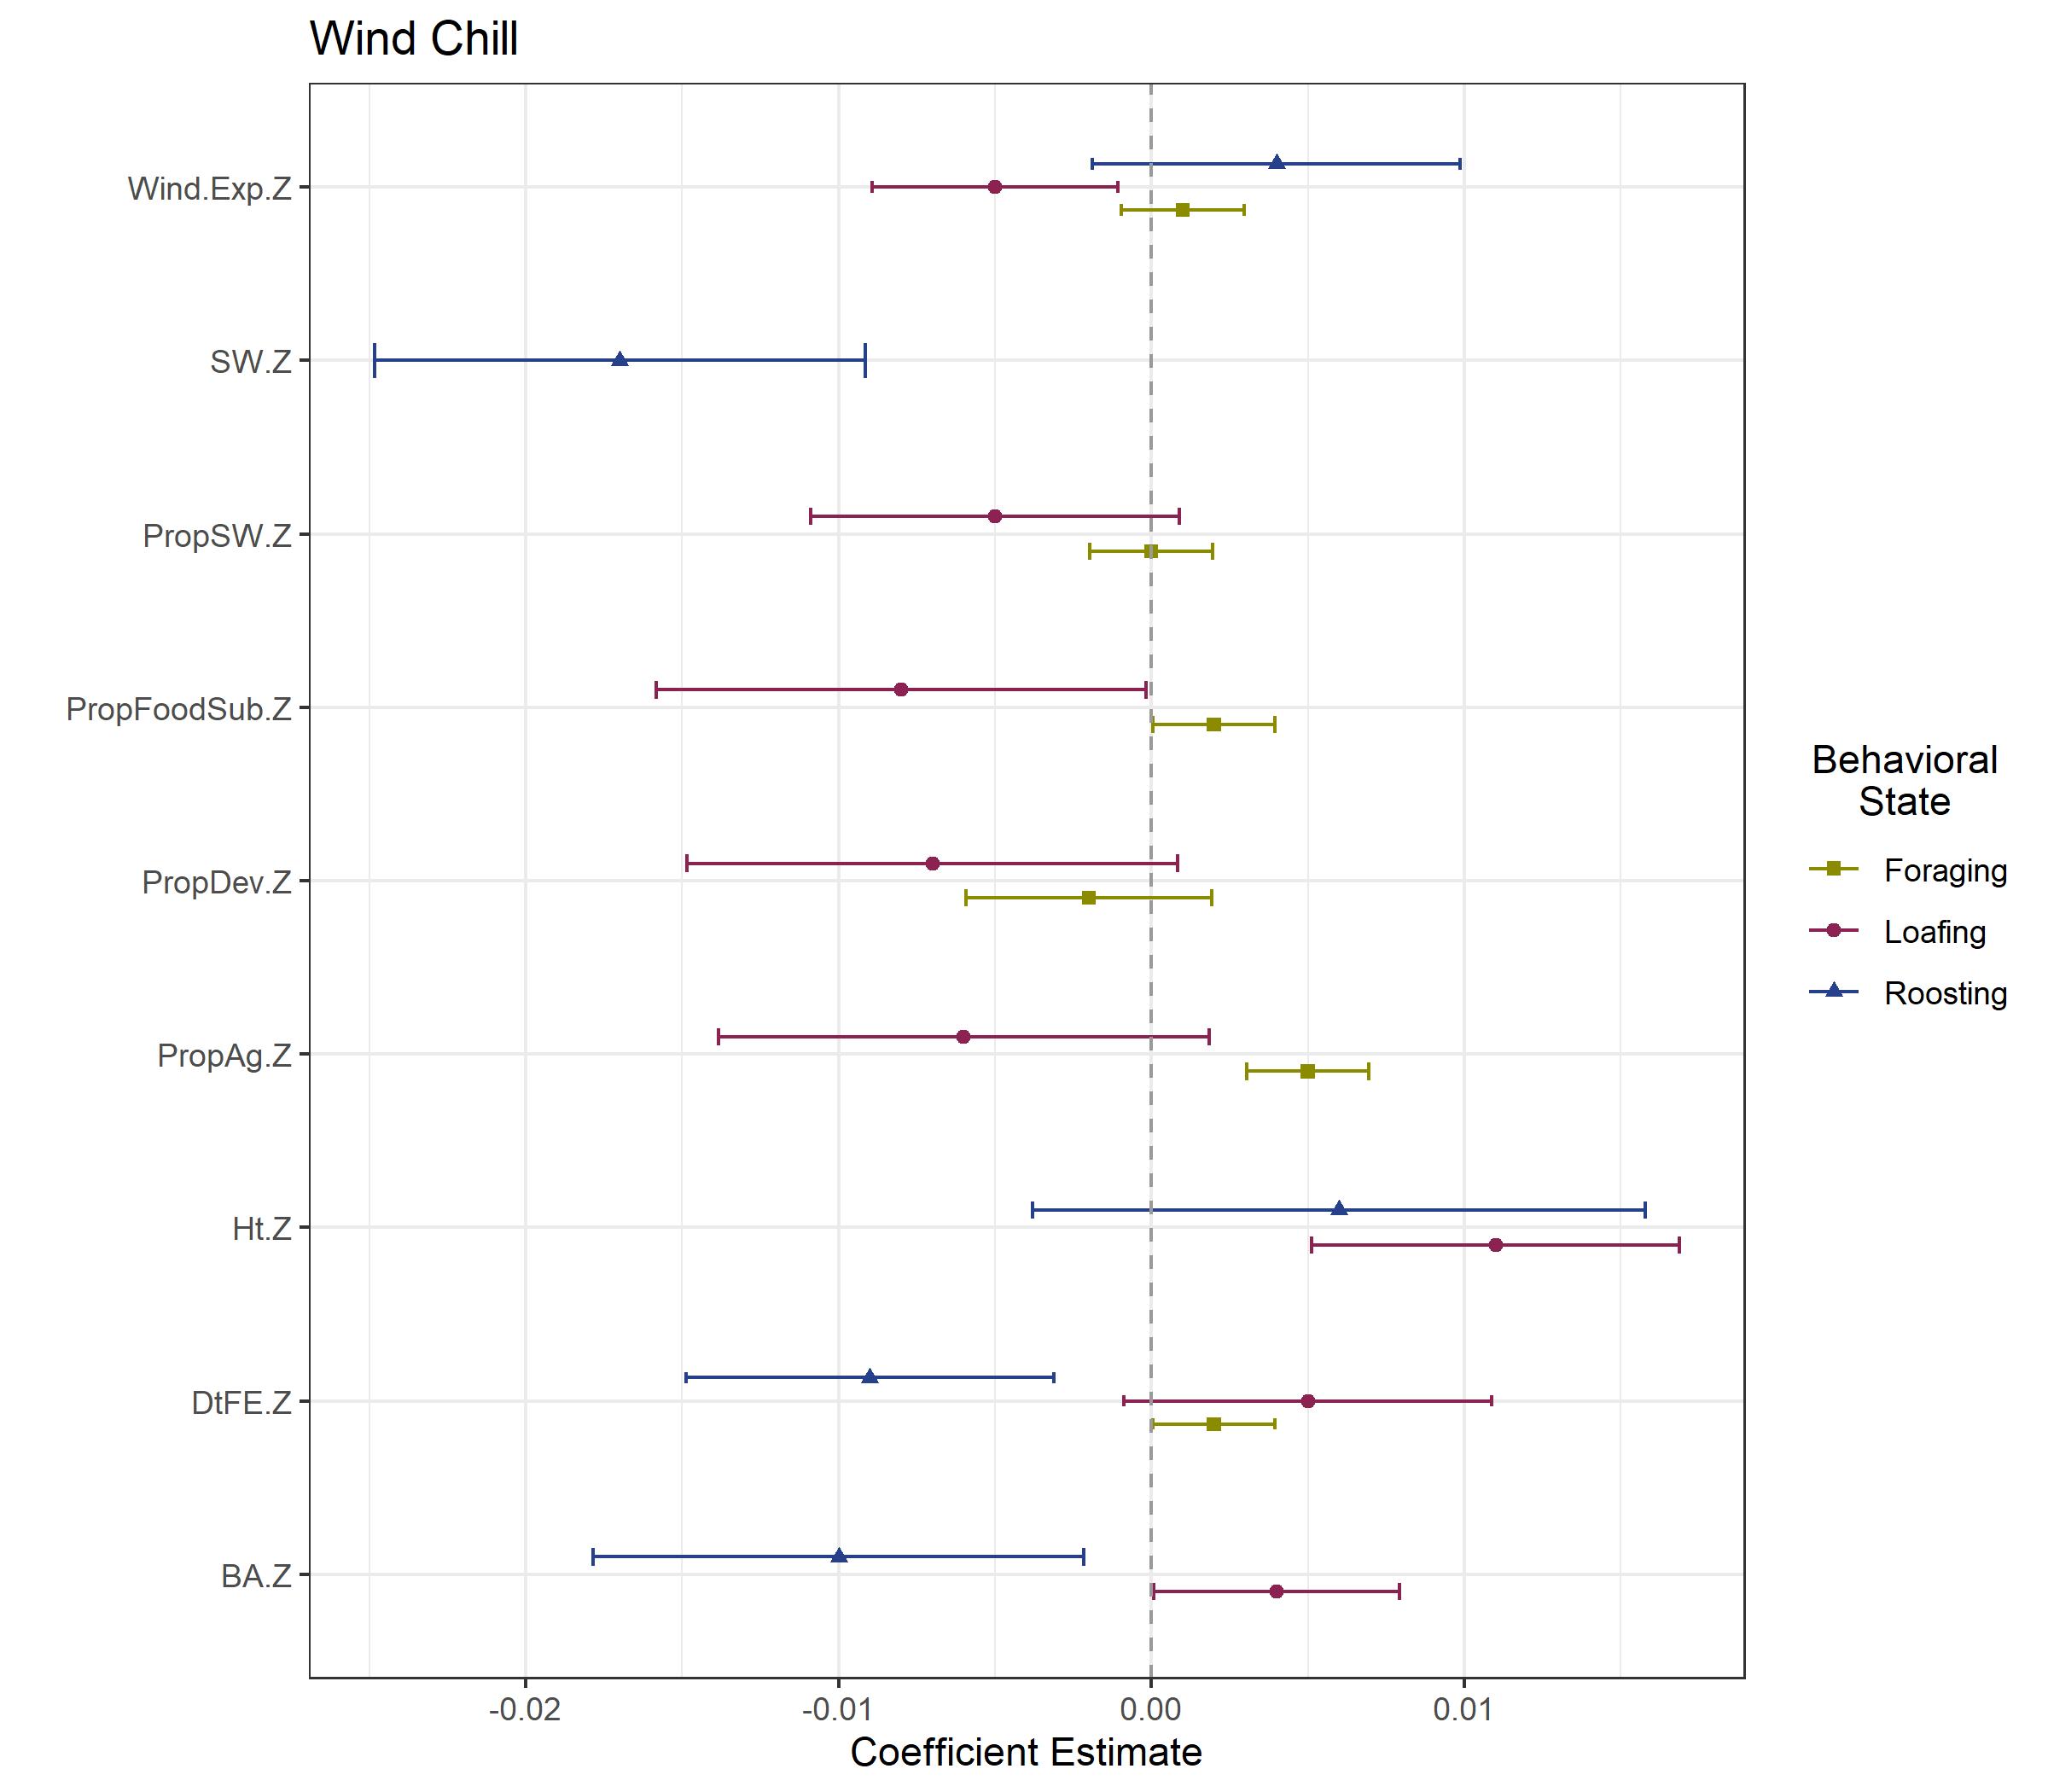 Wind Chill
Wind.Exp.Z
SW.Z
PropSW.Z
PropFoodSub.Z
PropDev.Z
PropAg.Z
Ht.Z
DtFE.Z
BA.Z
-0.02
-0.01
0.00
0.01
Coefficient Estimate
Behavioral
State
Foraging
Loafing
Roosting